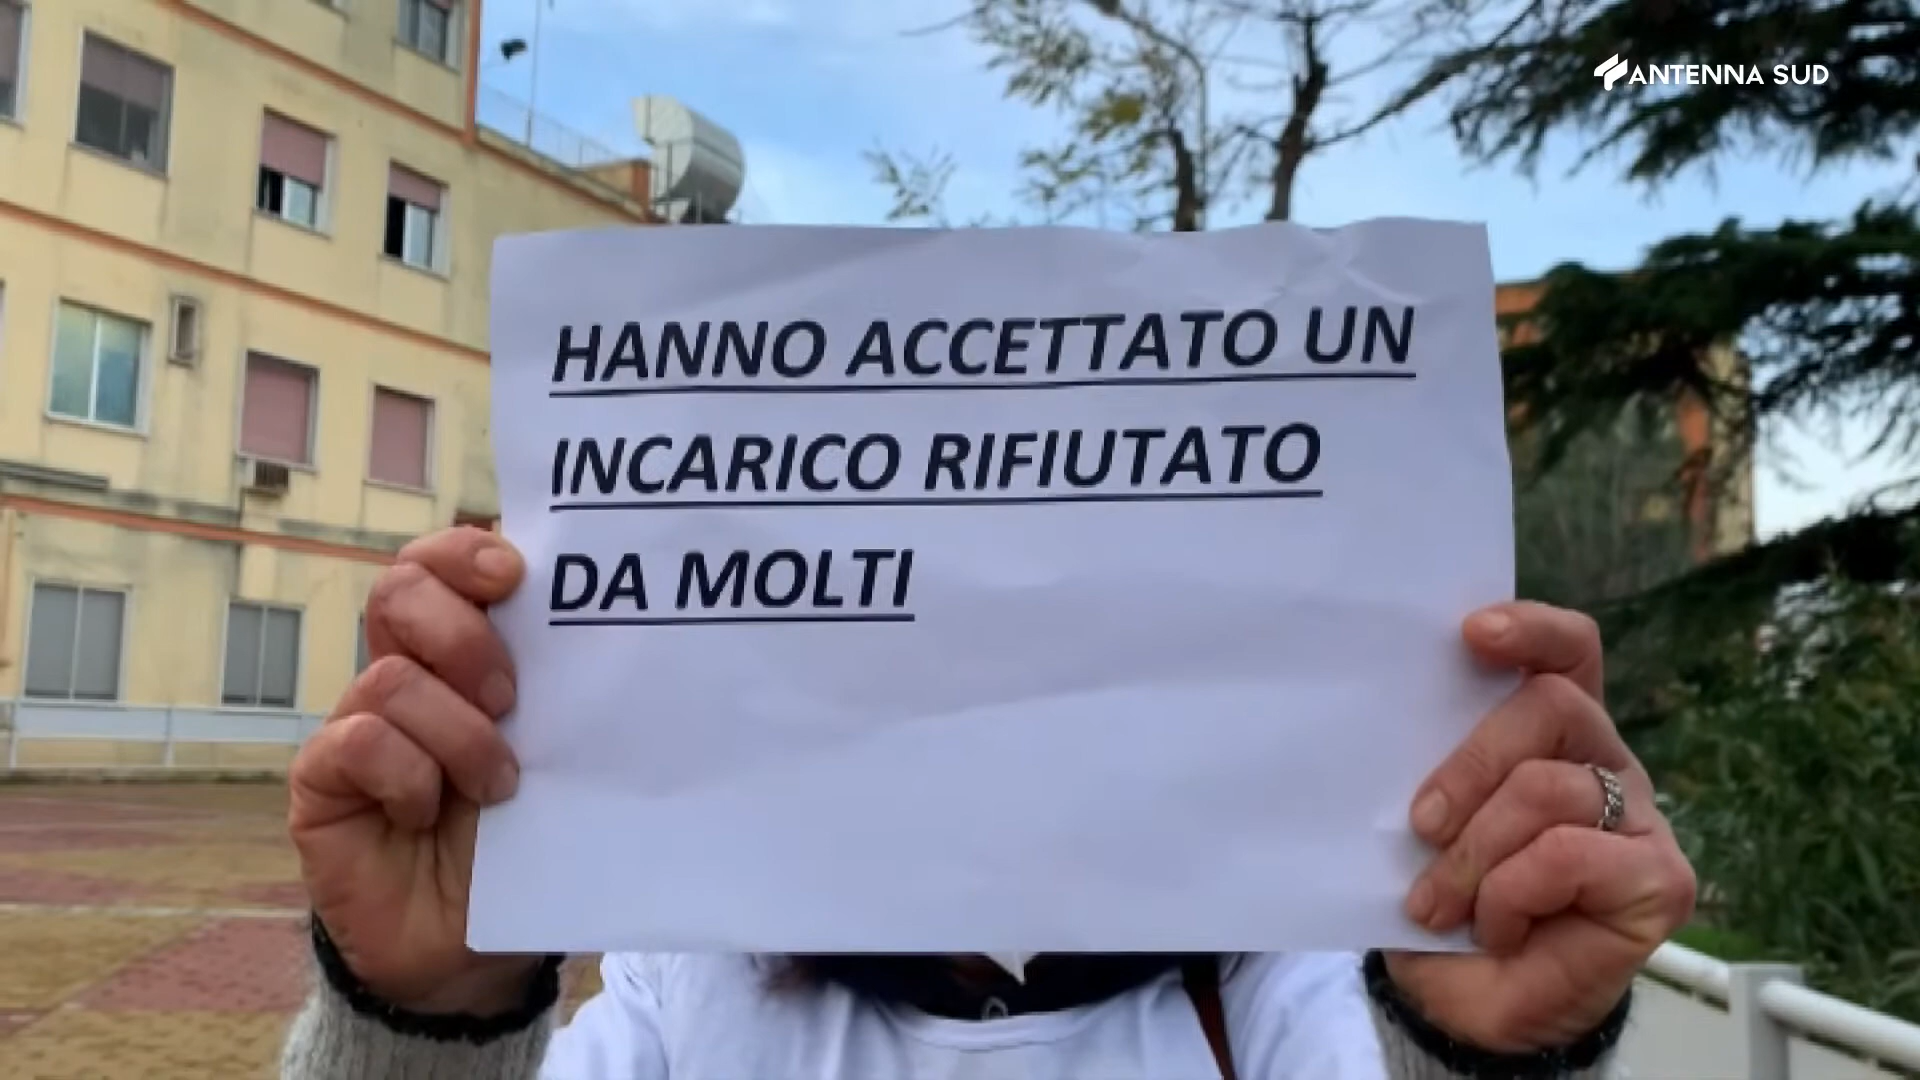 ANTENNA SUD
HANNO ACCETTATO UN
INCARICO RIFIUTATO
DA MOLTI